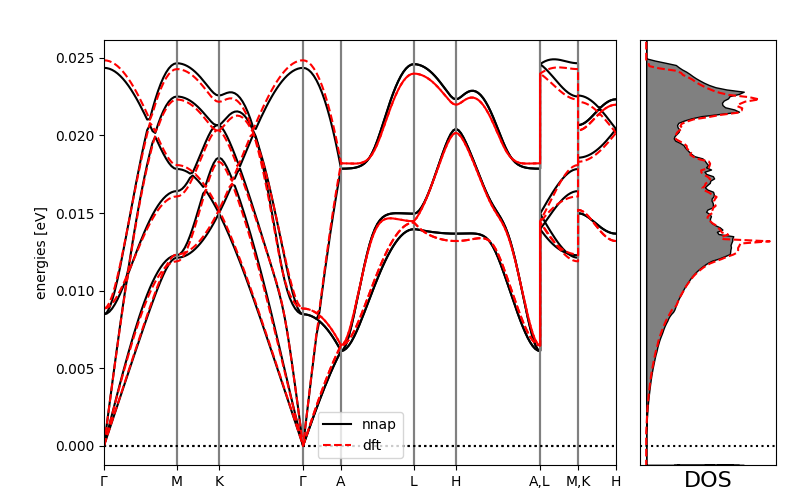 0.025
0.020
0.015
0.010
0.005
0.000
energies [eV]
nnap
dft
Γ M K Γ A L H A,L M,K H
DOS